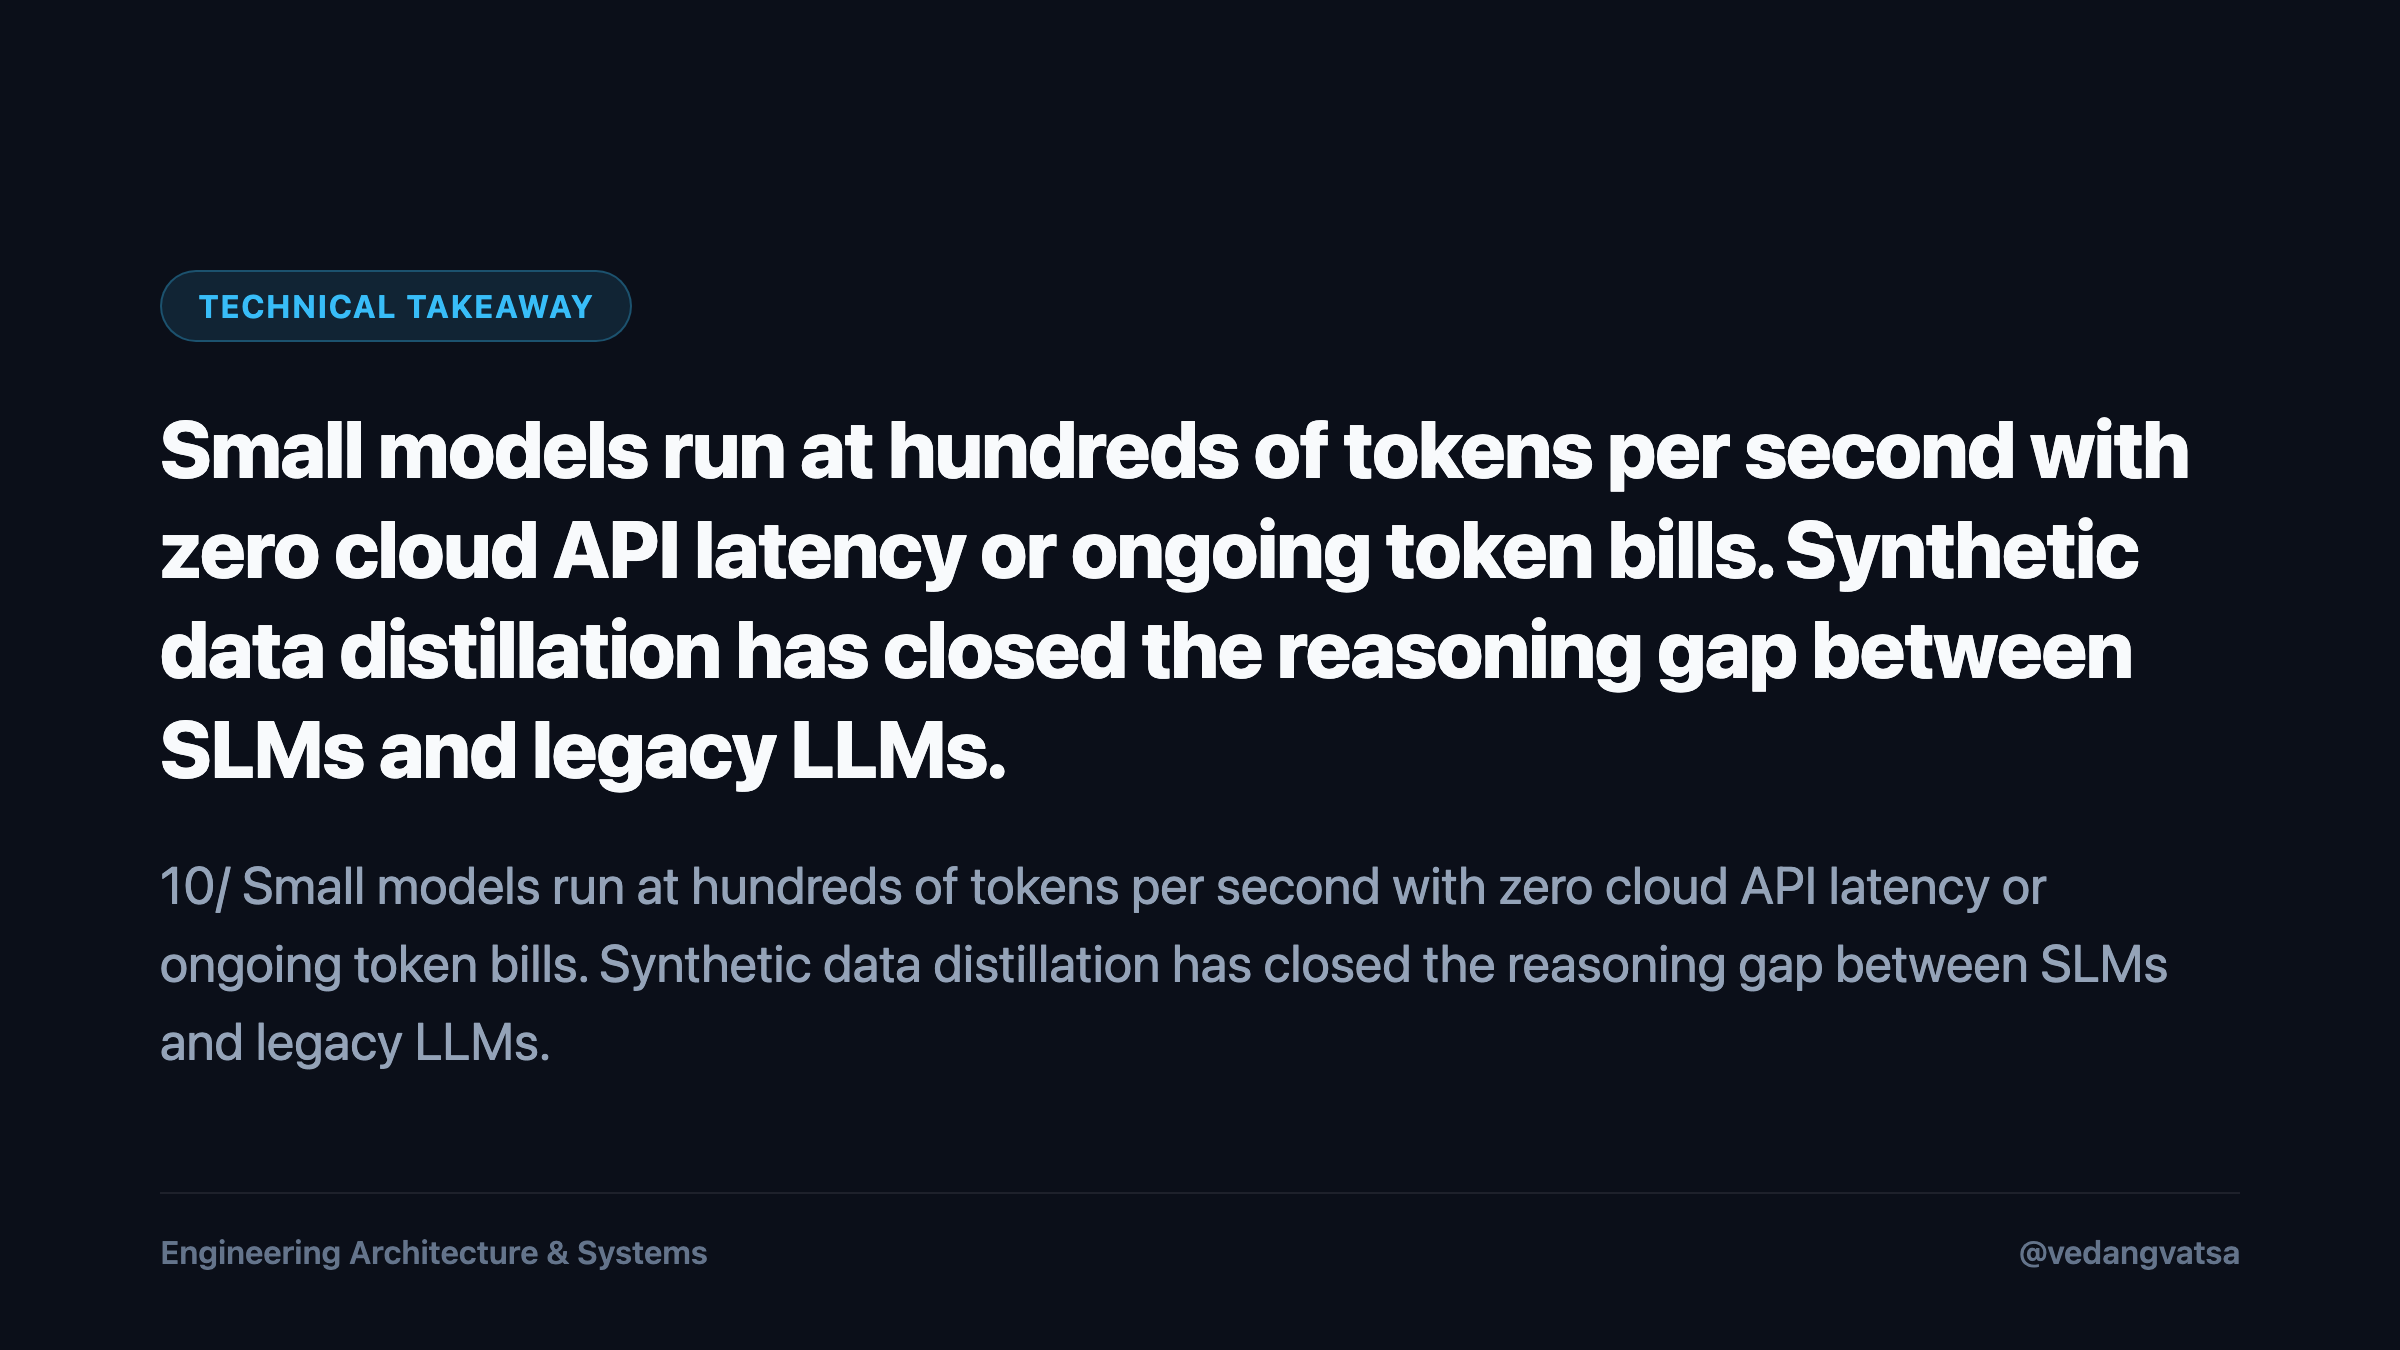 TECHNICAL TAKEAWAY
Small models run at hundreds of tokens per second with
zero cloud API latency or ongoing token bills. Synthetic
data distillation has closed the reasoning gap between
SLMs and legacy LLMs.
10/ Small models run at hundreds of tokens per second with zero cloud API latency or
ongoing token bills. Synthetic data distillation has closed the reasoning gap between SLMs
and legacy LLMs.
Engineering Architecture & Systems
@vedangvatsa